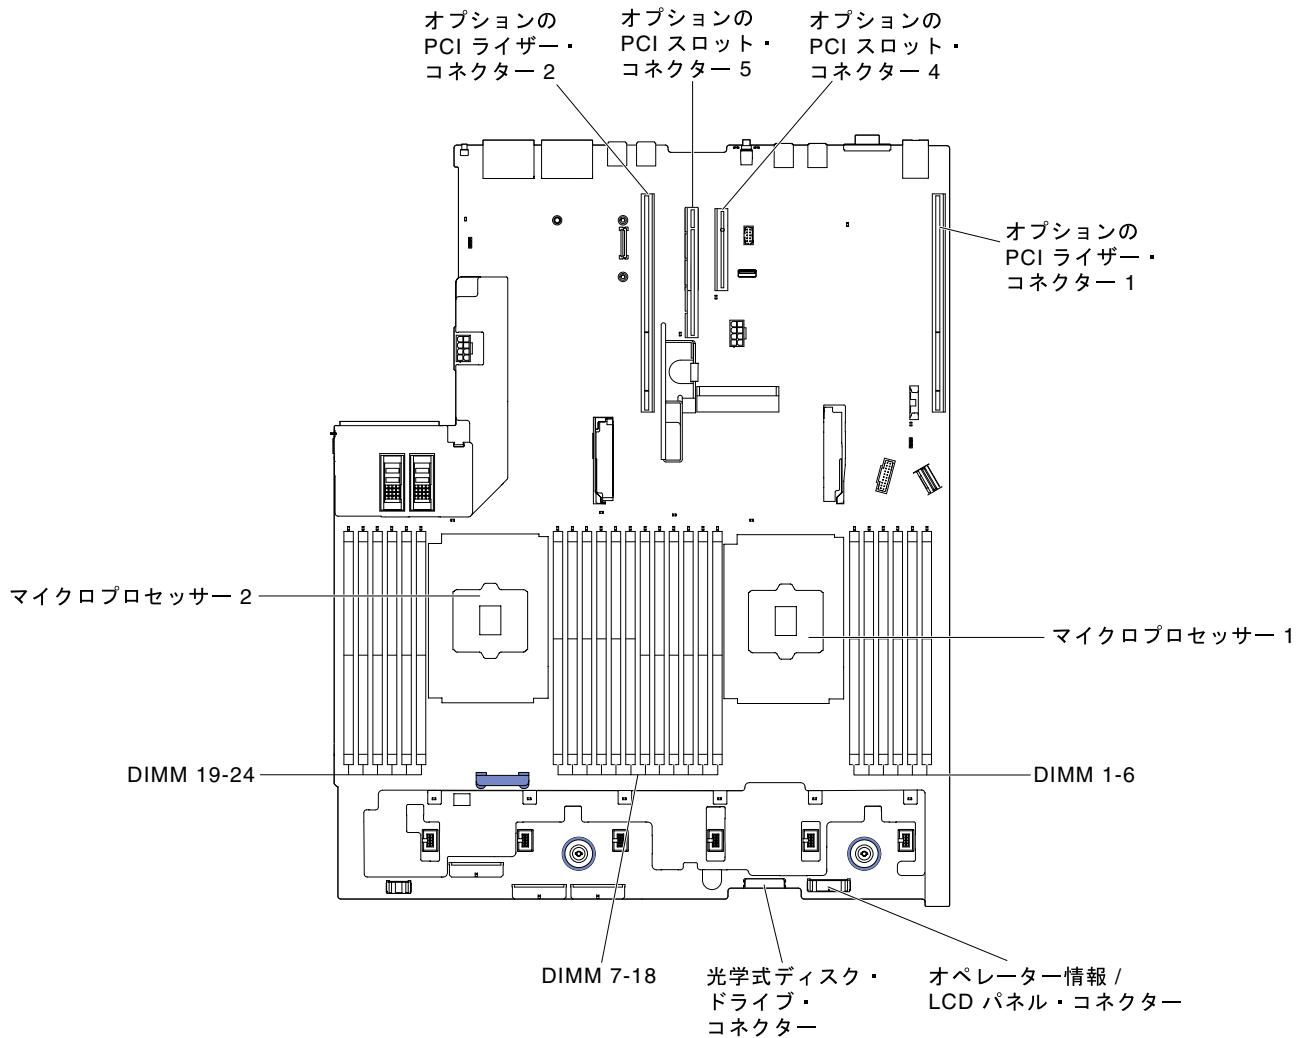 オプションの
PCI ライザー・
コネクター 2
オプションの
PCI スロット・
コネクター 5
オプションの
PCI スロット・
コネクター 4
オプションの
PCI ライザー・
コネクター 1
マイクロプロセッサー 2
マイクロプロセッサー 1
DIMM 19-24
DIMM 1-6
DIMM 7-18
光学式ディスク・
ドライブ・
コネクター
オペレーター情報 /
LCD パネル・コネクター